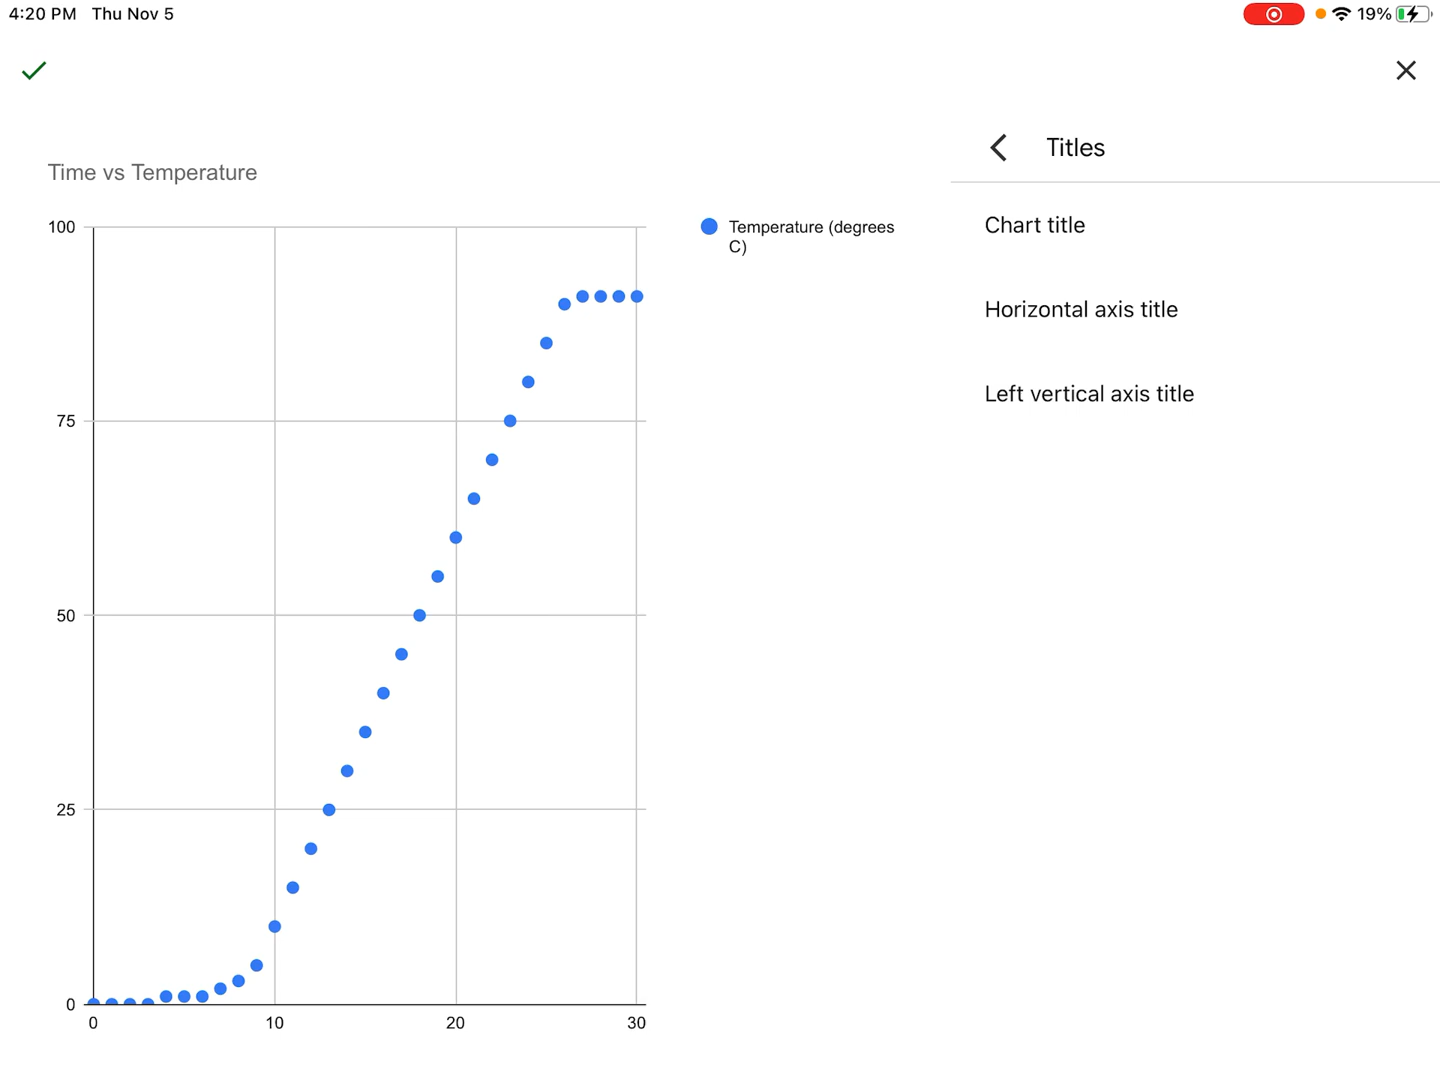 4:20 PM Thu Nov 5
19%
Titles
Time vs Temperature
Chart title
Horizontal axis title
Left vertical axis title
Temperature (degrees
C)
100
75
50
25
0
0 10 20 30